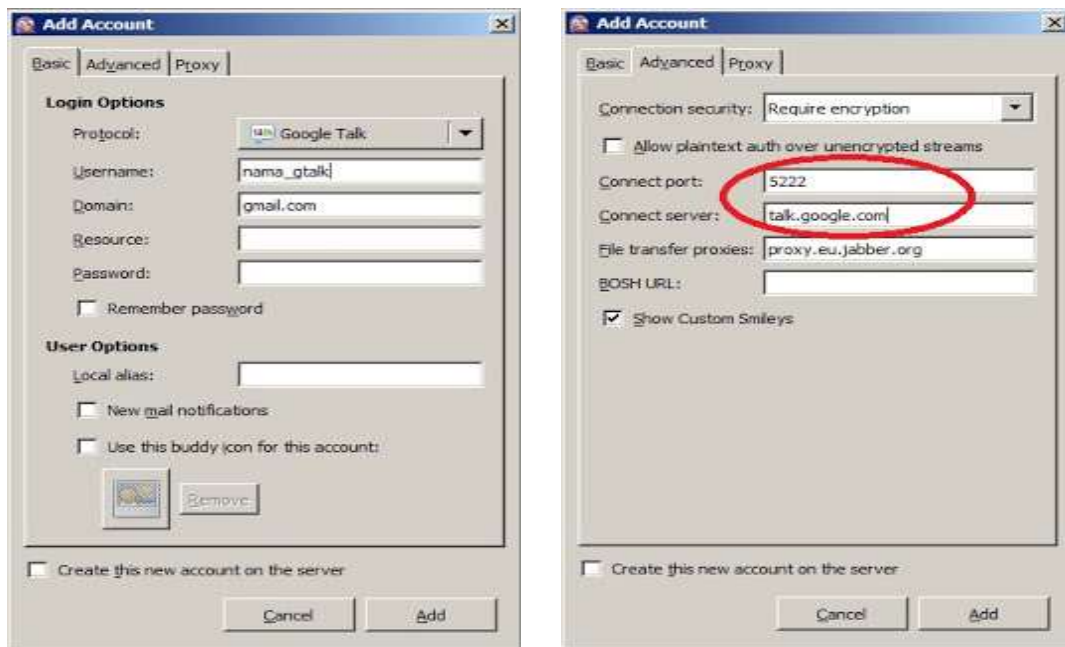 Add Account
Basic Advanced Proxy
Login Options
Protocol: Google Talk
Username: nama_gtalk
Domain: gmail.com
Resource:
Password:
Remember password
User Options
Local alias:
New mail notifications
Use this buddy icon for this account:
Remove
Create this new account on the server
Cancel Add
Add Account
Basic Advanced Proxy
Connection security: Require encryption
Allow plaintext auth over unencrypted streams
Connect port: 5222
Connect server: talk.google.com
File transfer proxies: proxy.eu.jabber.org
BOSH URL:
Show Custom Smileys
Create this new account on the server
Cancel Add